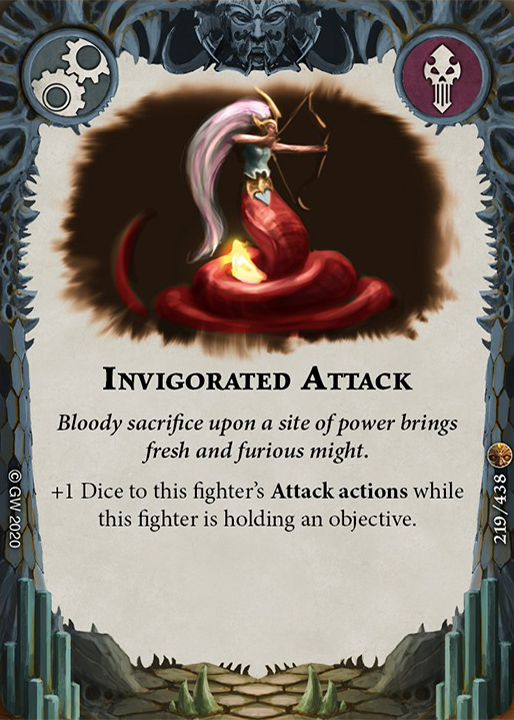 Invigorated Attack
Bloody sacrifice upon a site of power brings
fresh and furious might.
+1 Dice to this fighter's Attack actions while
this fighter is holding an objective.
© GW 2020
219/438